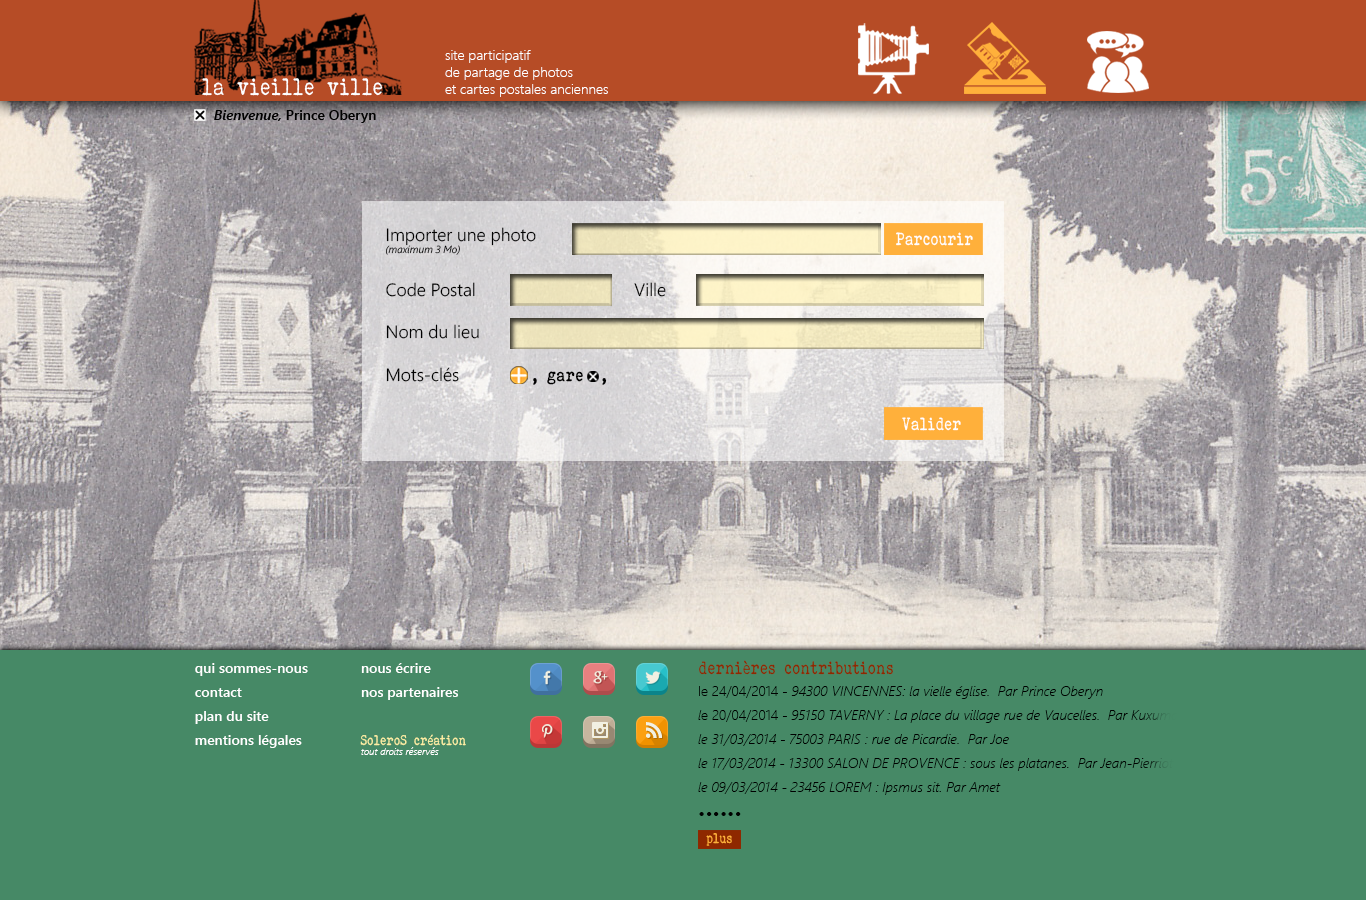 la vieille ville
site participatif
de partage de photos
et cartes postales anciennes
Bienvenue, Prince Oberyn
5c
Importer une photo
(maximum 3 Mo)
Parcourir
Code Postal
Ville
Nom du lieu
Mots-clés
, gare ,
Valider
qui sommes-nous
contact
plan du site
mentions légales
nous écrire
nos partenaires
SoleroS création
tout droits réservés
f
g+
dernières contributions
le 24/04/2014 - 94300 VINCENNES: la vielle église. Par Prince Oberyn
le 20/04/2014 - 95150 TAVERNY : La place du village rue de Vaucelles. Par
le 31/03/2014 - 75003 PARIS : rue de Picardie. Par Joe
le 17/03/2014 - 13300 SALON DE PROVENCE : sous les platanes. Par
le 09/03/2014 - 23456 LOREM : Ipsmus sit. Par Amet
••••••
plus